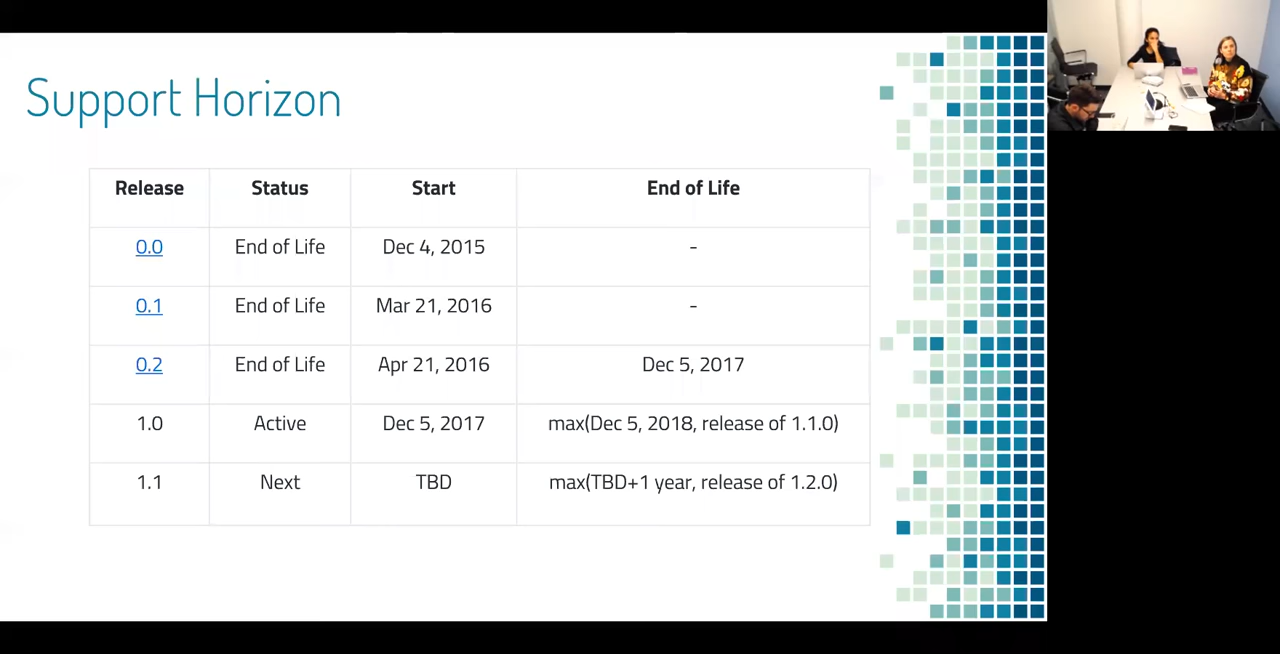 Support Horizon
Release Status Start End of Life
0.0 End of Life Dec 4, 2015 -
0.1 End of Life Mar 21, 2016 -
0.2 End of Life Apr 21, 2016 Dec 5, 2017
1.0 Active Dec 5, 2017 max(Dec 5, 2018, release of 1.1.0)
1.1 Next TBD max(TBD+1 year, release of 1.2.0)